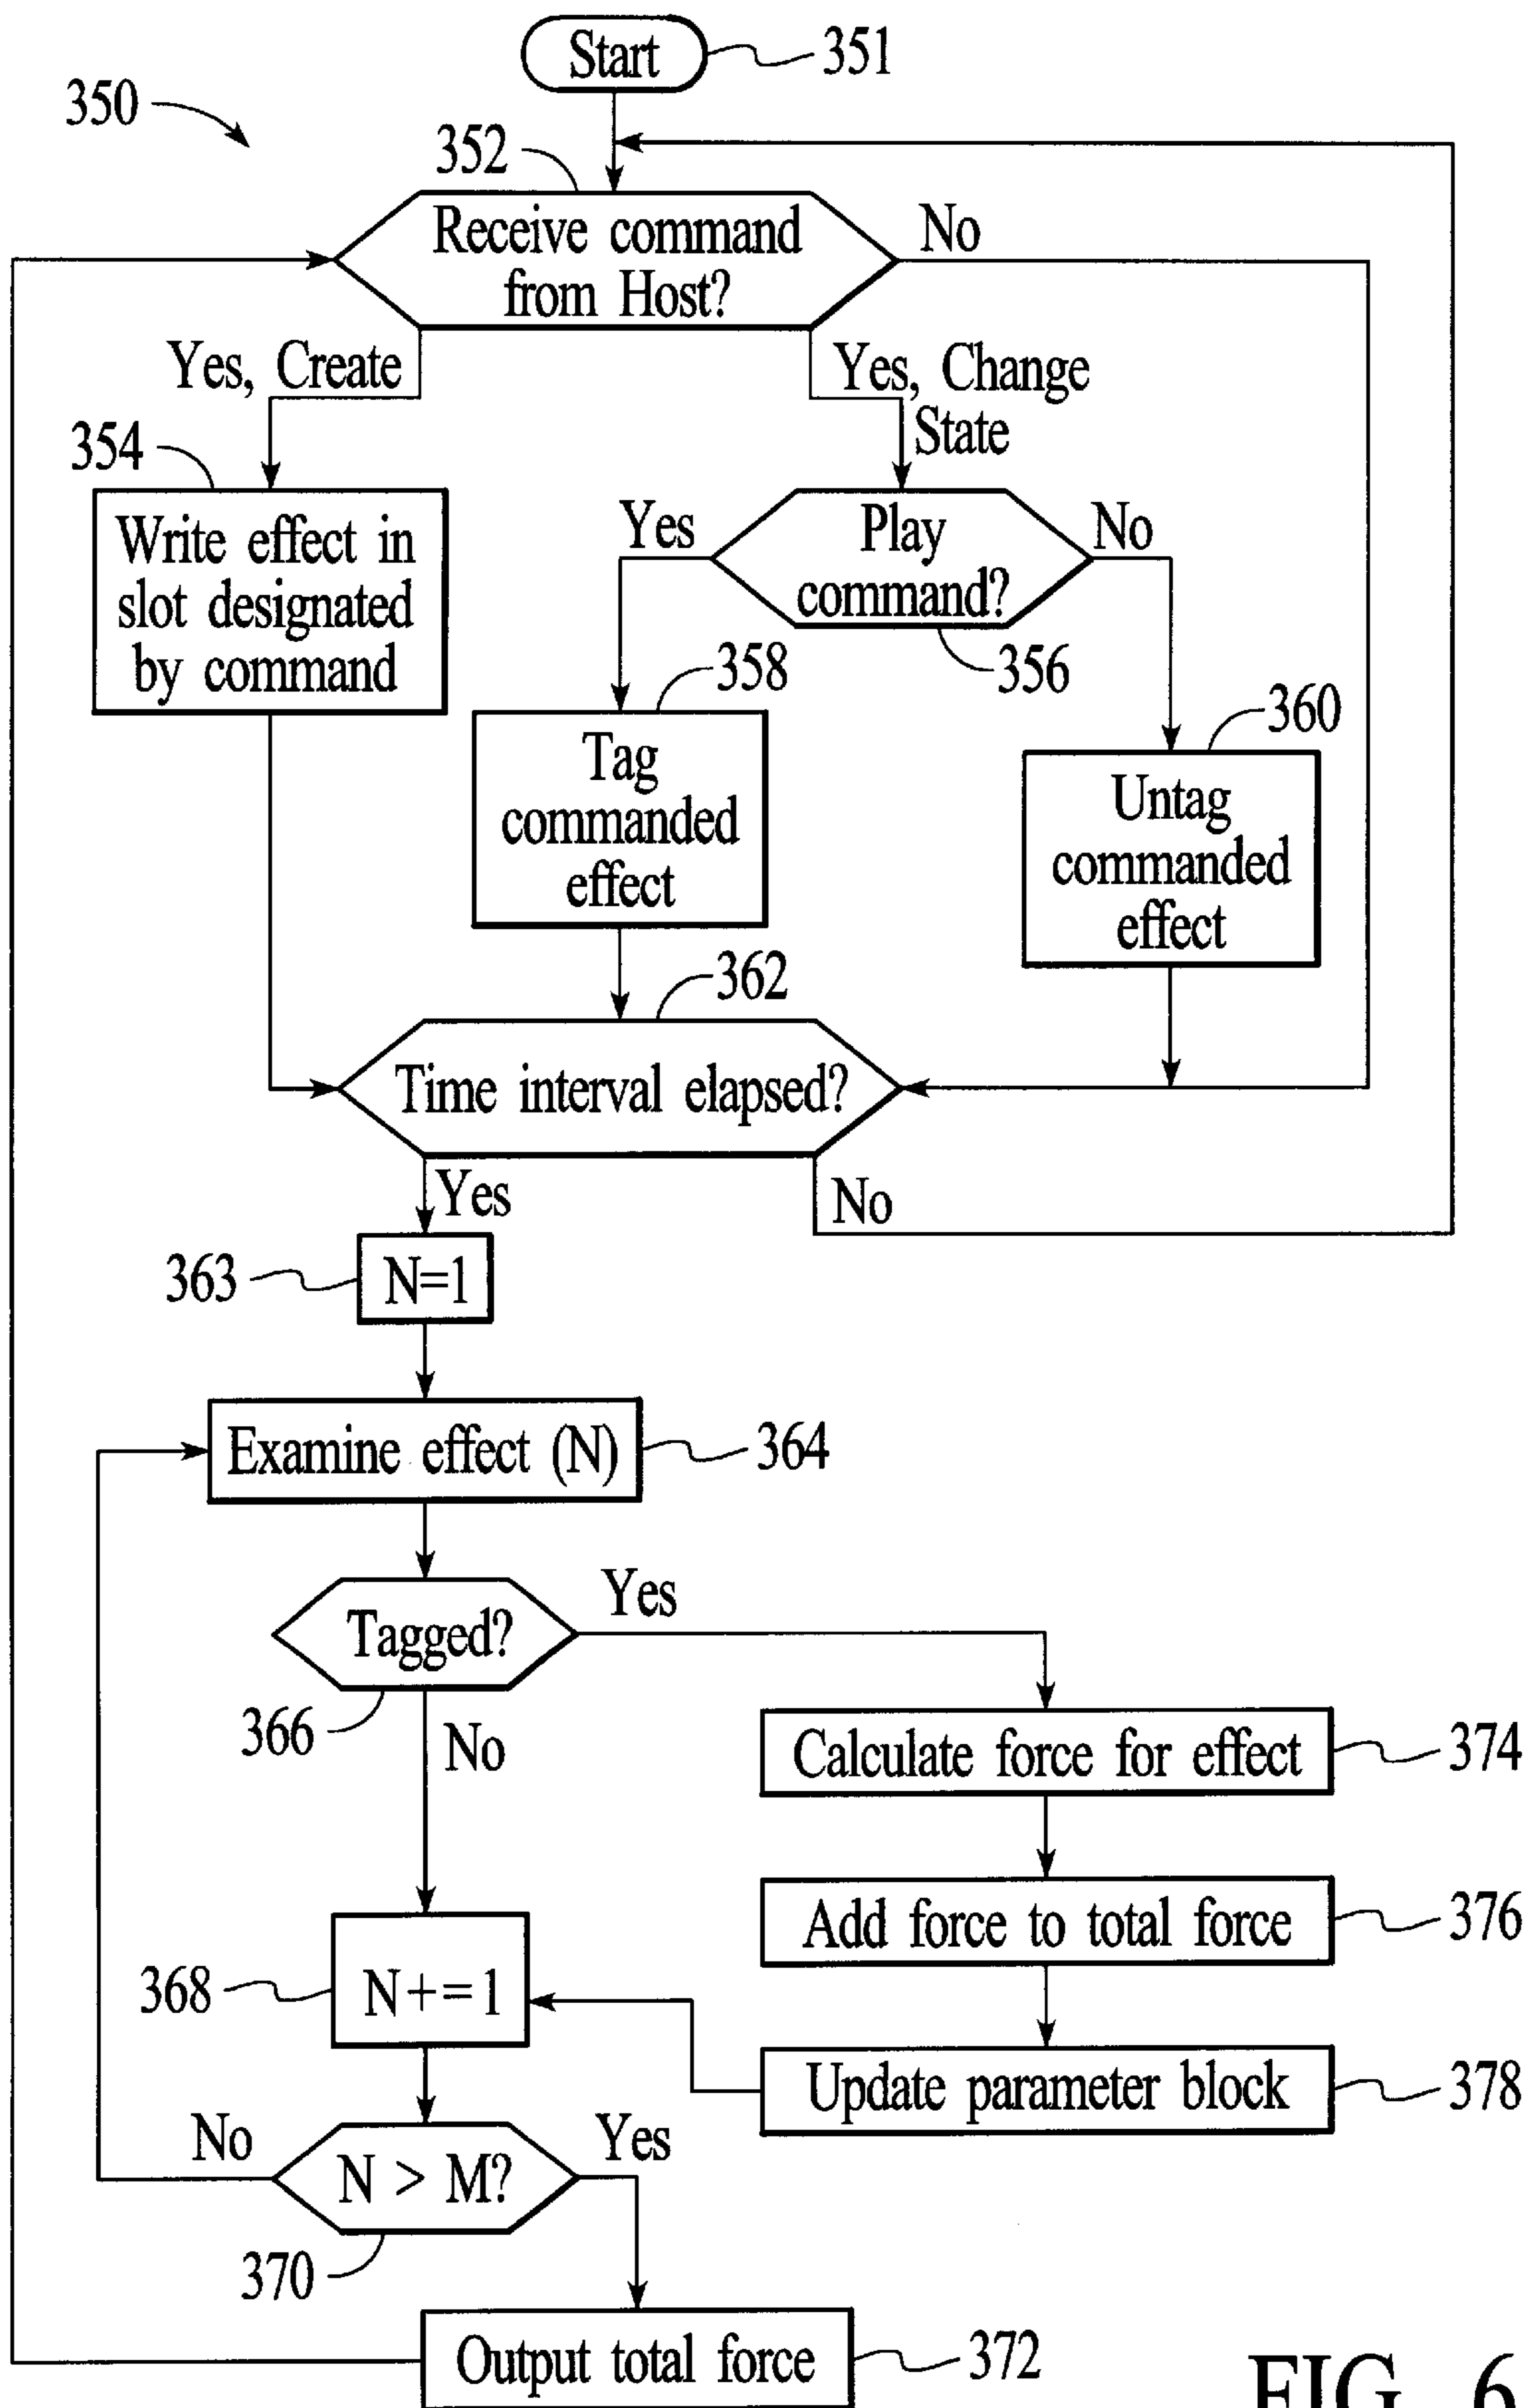 Start
351
350
352
Receive command
from Host?
No
Yes, Create
Yes, Change
State
354
Write effect in
slot designated
by command
Yes
Play
command?
No
356
358
Tag
commanded
effect
360
Untag
commanded
effect
362
Time interval elapsed?
Yes
No
363
N=1
Examine effect (N)
364
Tagged?
Yes
366
No
Calculate force for effect
374
Add force to total force
376
368
N+=1
Update parameter block
378
No
N > M?
Yes
370
Output total force
372
FIG. 6